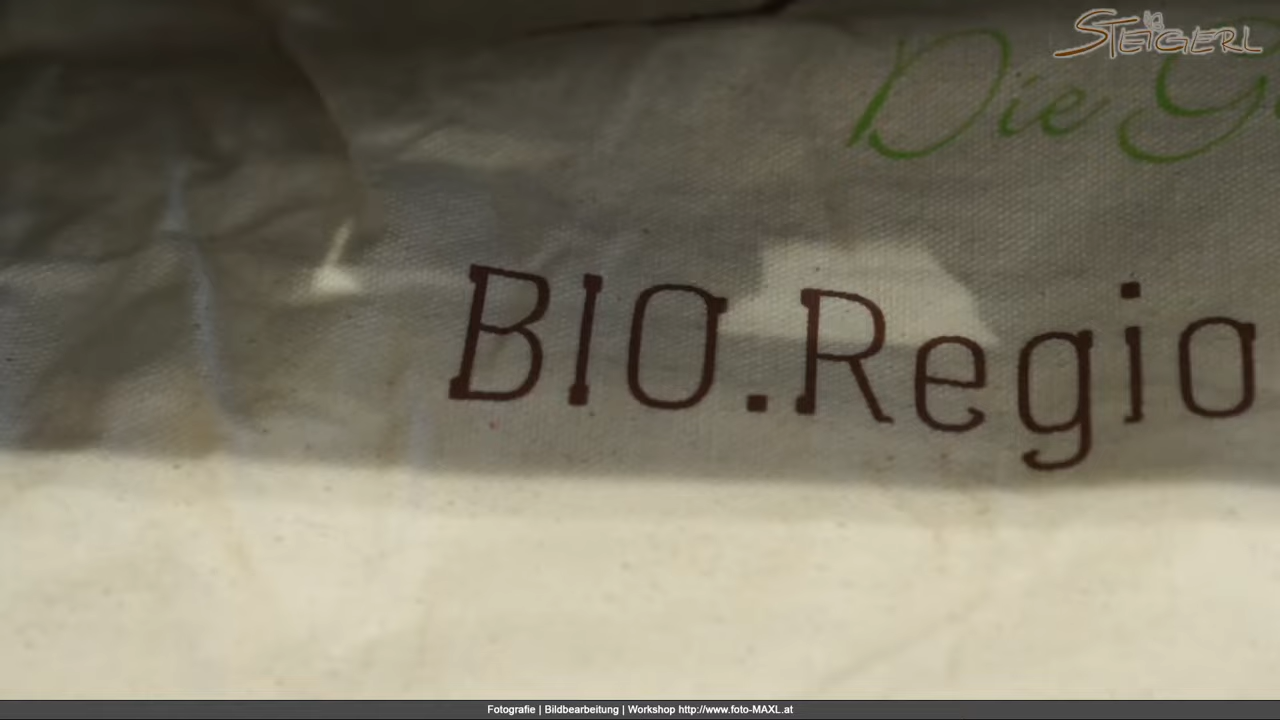 STEIGERL
Die
BIO.Regio
Fotografie | Bildbearbeitung | Workshop http://www.foto-MAXL.at